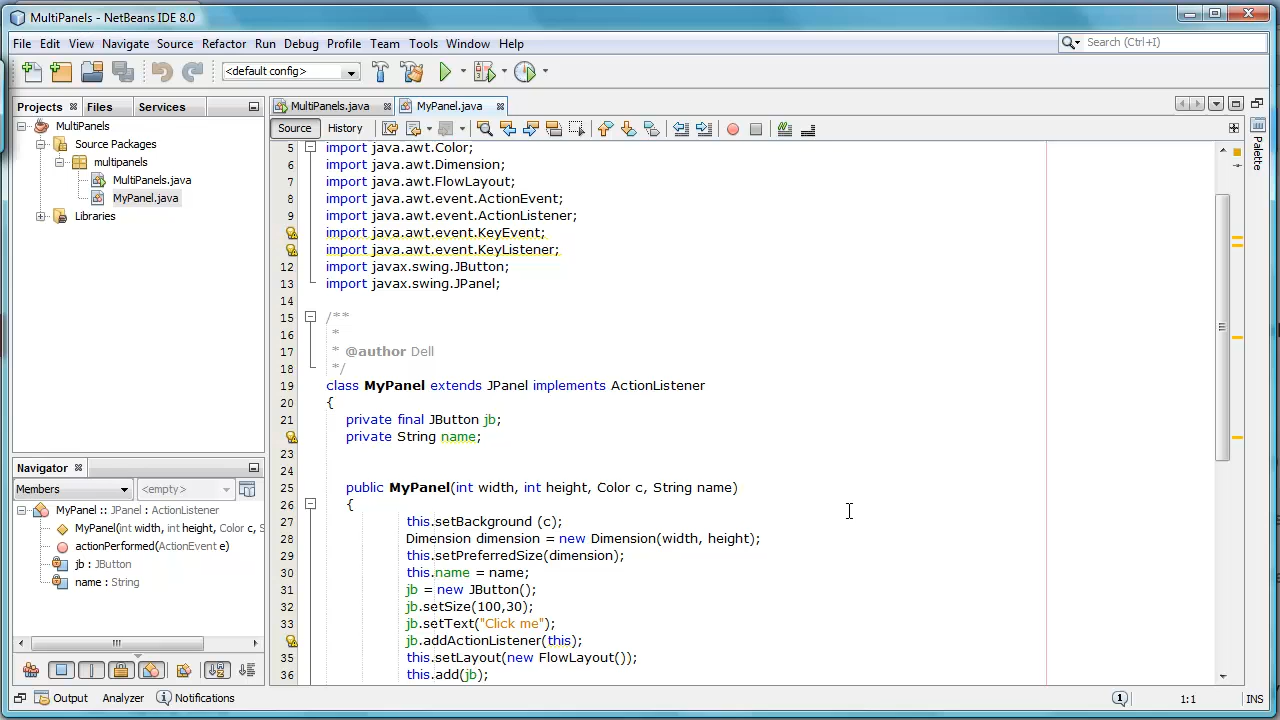 MultiPanels - NetBeans IDE 8.0
File Edit View Navigate Source Refactor Run Debug Profile Team Tools Window Help
Search (Ctrl+I)
<default config>
Projects Files Services
MultiPanels.java MyPanel.java
Source History
MultiPanels
Source Packages
multipanels
MultiPanels.java
MyPanel.java
Libraries
Palette
5 import java.awt.Color;
6 import java.awt.Dimension;
7 import java.awt.FlowLayout;
8 import java.awt.event.ActionEvent;
9 import java.awt.event.ActionListener;
import java.awt.event.KeyEvent;
import java.awt.event.KeyListener;
12 import javax.swing.JButton;
13 import javax.swing.JPanel;
14
15 /**
16 *
17 * @author Dell
18 */
19 class MyPanel extends JPanel implements ActionListener
20 {
21 private final JButton jb;
private String name;
23
24
25 public MyPanel(int width, int height, Color c, String name)
26 {
27 this.setBackground (c);
28 Dimension dimension = new Dimension(width, height);
29 this.setPreferredSize(dimension);
30 this.name = name;
31 jb = new JButton();
32 jb.setSize(100,30);
33 jb.setText("Click me");
jb.addActionListener(this);
35 this.setLayout(new FlowLayout());
36 this.add(jb);
Navigator
Members <empty>
MyPanel :: JPanel : ActionListener
MyPanel(int width, int height, Color c, S
actionPerformed(ActionEvent e)
jb : JButton
name : String
Output Analyzer Notifications
1
1:1
INS